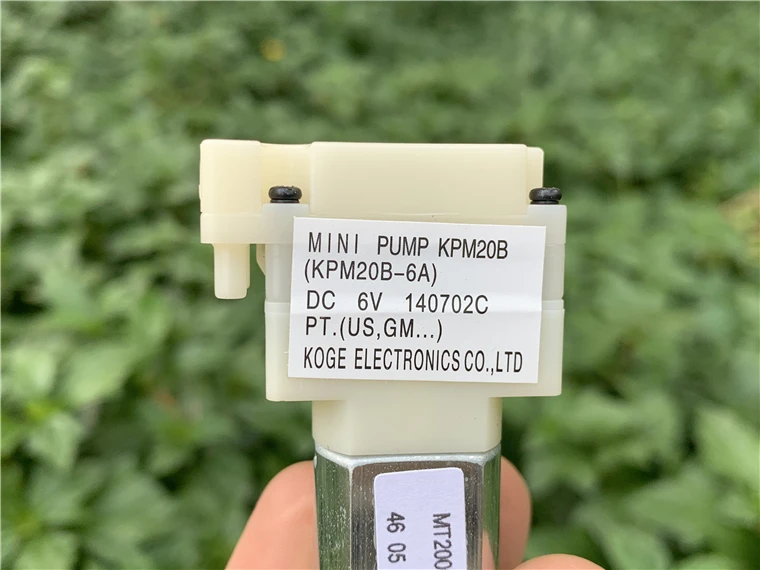 MINI PUMP KPM20B
(KPM20B-6A)
DC 6V 140702C
PT.(US,GM...)
KOGE ELECTRONICS CO.,LTD
MT200
46 05